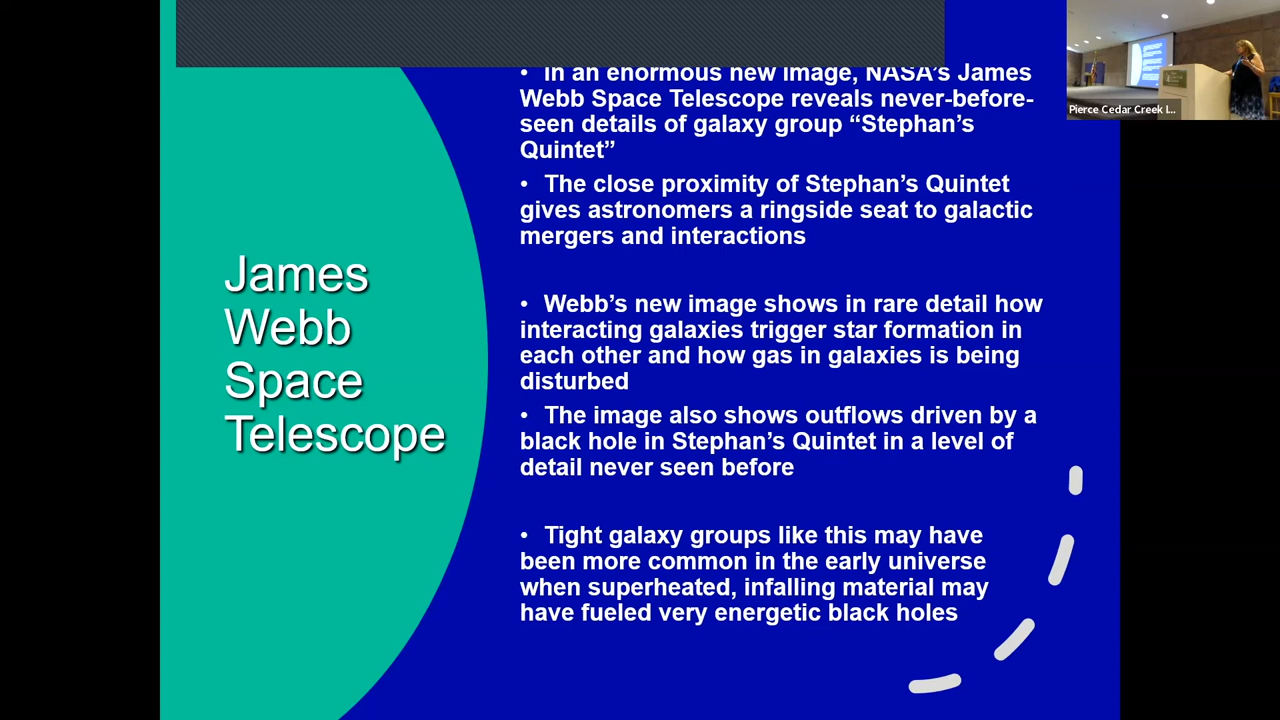 • In an enormous new image, NASA's James
Webb Space Telescope reveals never-before-
seen details of galaxy group “Stephan’s
Quintet”
• The close proximity of Stephan’s Quintet
gives astronomers a ringside seat to galactic
mergers and interactions
• Webb’s new image shows in rare detail how
interacting galaxies trigger star formation in
each other and how gas in galaxies is being
disturbed
• The image also shows outflows driven by a
black hole in Stephan’s Quintet in a level of
detail never seen before
• Tight galaxy groups like this may have
been more common in the early universe
when superheated, infalling material may
have fueled very energetic black holes
James
Webb
Space
Telescope
Pierce Cedar Creek I...